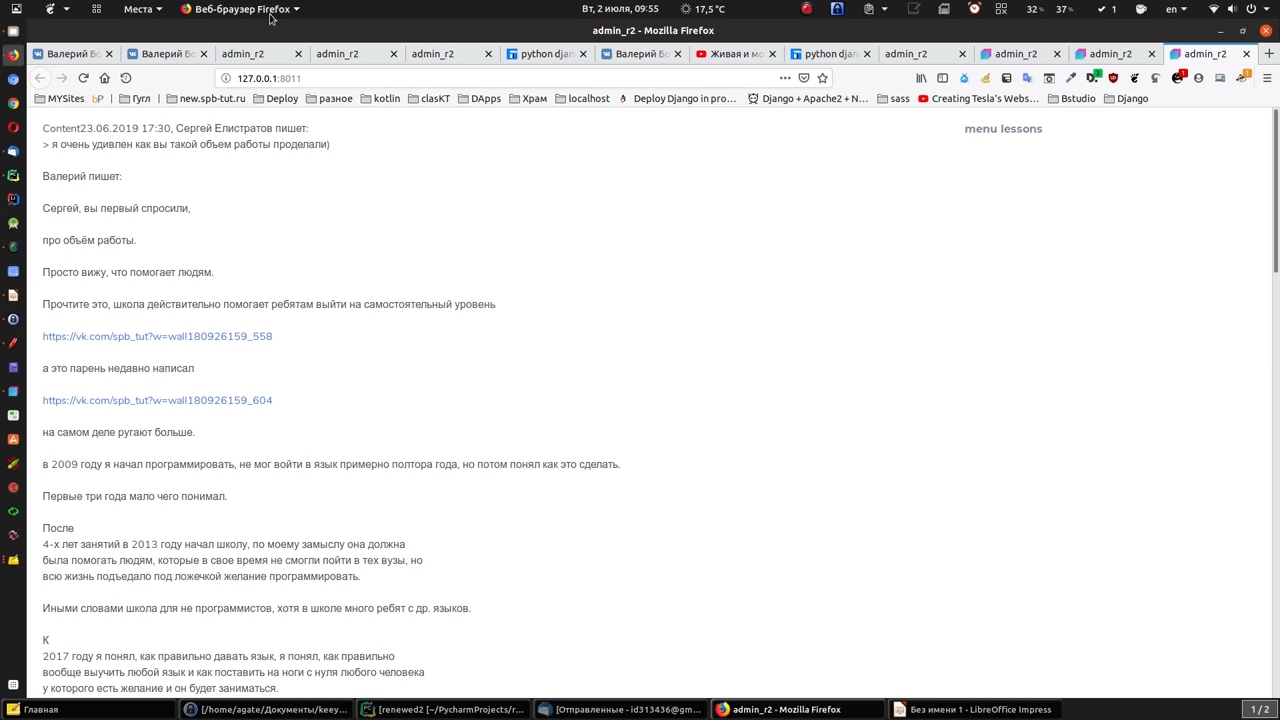 Места
Веб-браузер Firefox
Вт, 2 июля, 09:55
17,5 °C
32 %
37%
1
en
admin_r2 - Mozilla Firefox
Валерий Бо
Валерий Бо
admin_r2
admin_r2
admin_r2
python djan
Валерий Бо
Живая и мо
python djan
admin_r2
admin_r2
admin_r2
admin_r2
127.0.0.1:8011
MYSites
Гугл
new.spb-tut.ru
Deploy
разное
kotlin
clasKT
DApps
Храм
localhost
Deploy Django in pro…
Django + Apache2 + N…
sass
Creating Tesla's Webs…
Bstudio
Django
Content23.06.2019 17:30, Сергей Елистратов пишет:
menu lessons
> я очень удивлен как вы такой объем работы проделали)
Валерий пишет:
Сергей, вы первый спросили,
про объём работы.
Просто вижу, что помогает людям.
Прочтите это, школа действительно помогает ребятам выйти на самостоятельный уровень
https://vk.com/spb_tut?w=wall180926159_558
а это парень недавно написал
https://vk.com/spb_tut?w=wall180926159_604
на самом деле ругают больше.
в 2009 году я начал программировать, не мог войти в язык примерно полтора года, но потом понял как это сделать.
Первые три года мало чего понимал.
После
4-х лет занятий в 2013 году начал школу, по моему замыслу она должна
была помогать людям, которые в свое время не смогли пойти в тех вузы, но
всю жизнь подъедало под ложечкой желание программировать.
Иными словами школа для не программистов, хотя в школе много ребят с др. языков.
К
2017 году я понял, как правильно давать язык, я понял, как правильно
вообще выучить любой язык и как поставить на ноги с нуля любого человека
у которого есть желание и он будет заниматься.
Главная
[/home/agate/Документы/keey…
[renewed2 [~/PycharmProjects/r…
[Отправленные - id313436@gm…
admin_r2 - Mozilla Firefox
Без имени 1 - LibreOffice Impress
1 / 2